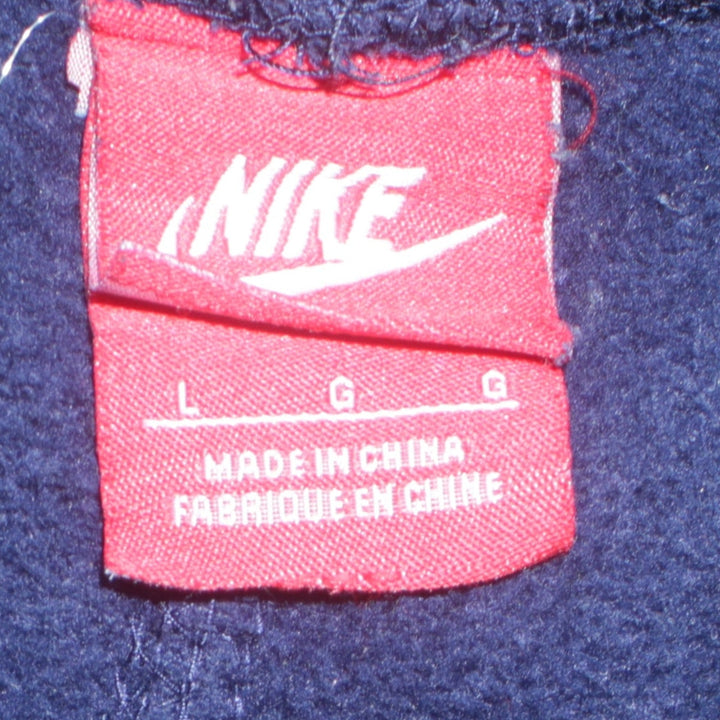 NIKE
L G G
MADE IN CHINA
FABRIQUE EN CHINE